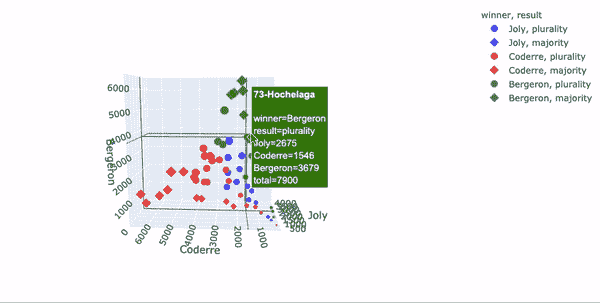 winner, result
Joly, plurality
Joly, majority
Coderre, plurality
Coderre, majority
Bergeron, plurality
Bergeron, majority
73-Hochelaga
winner=Bergeron
result=plurality
Joly=2675
Coderre=1546
Bergeron=3679
total=7900
6000
5000
4000
3000
2000
1000
Bergeron
0
6000
5000
4000
3000
2000
1000
Coderre
4000
500
Joly